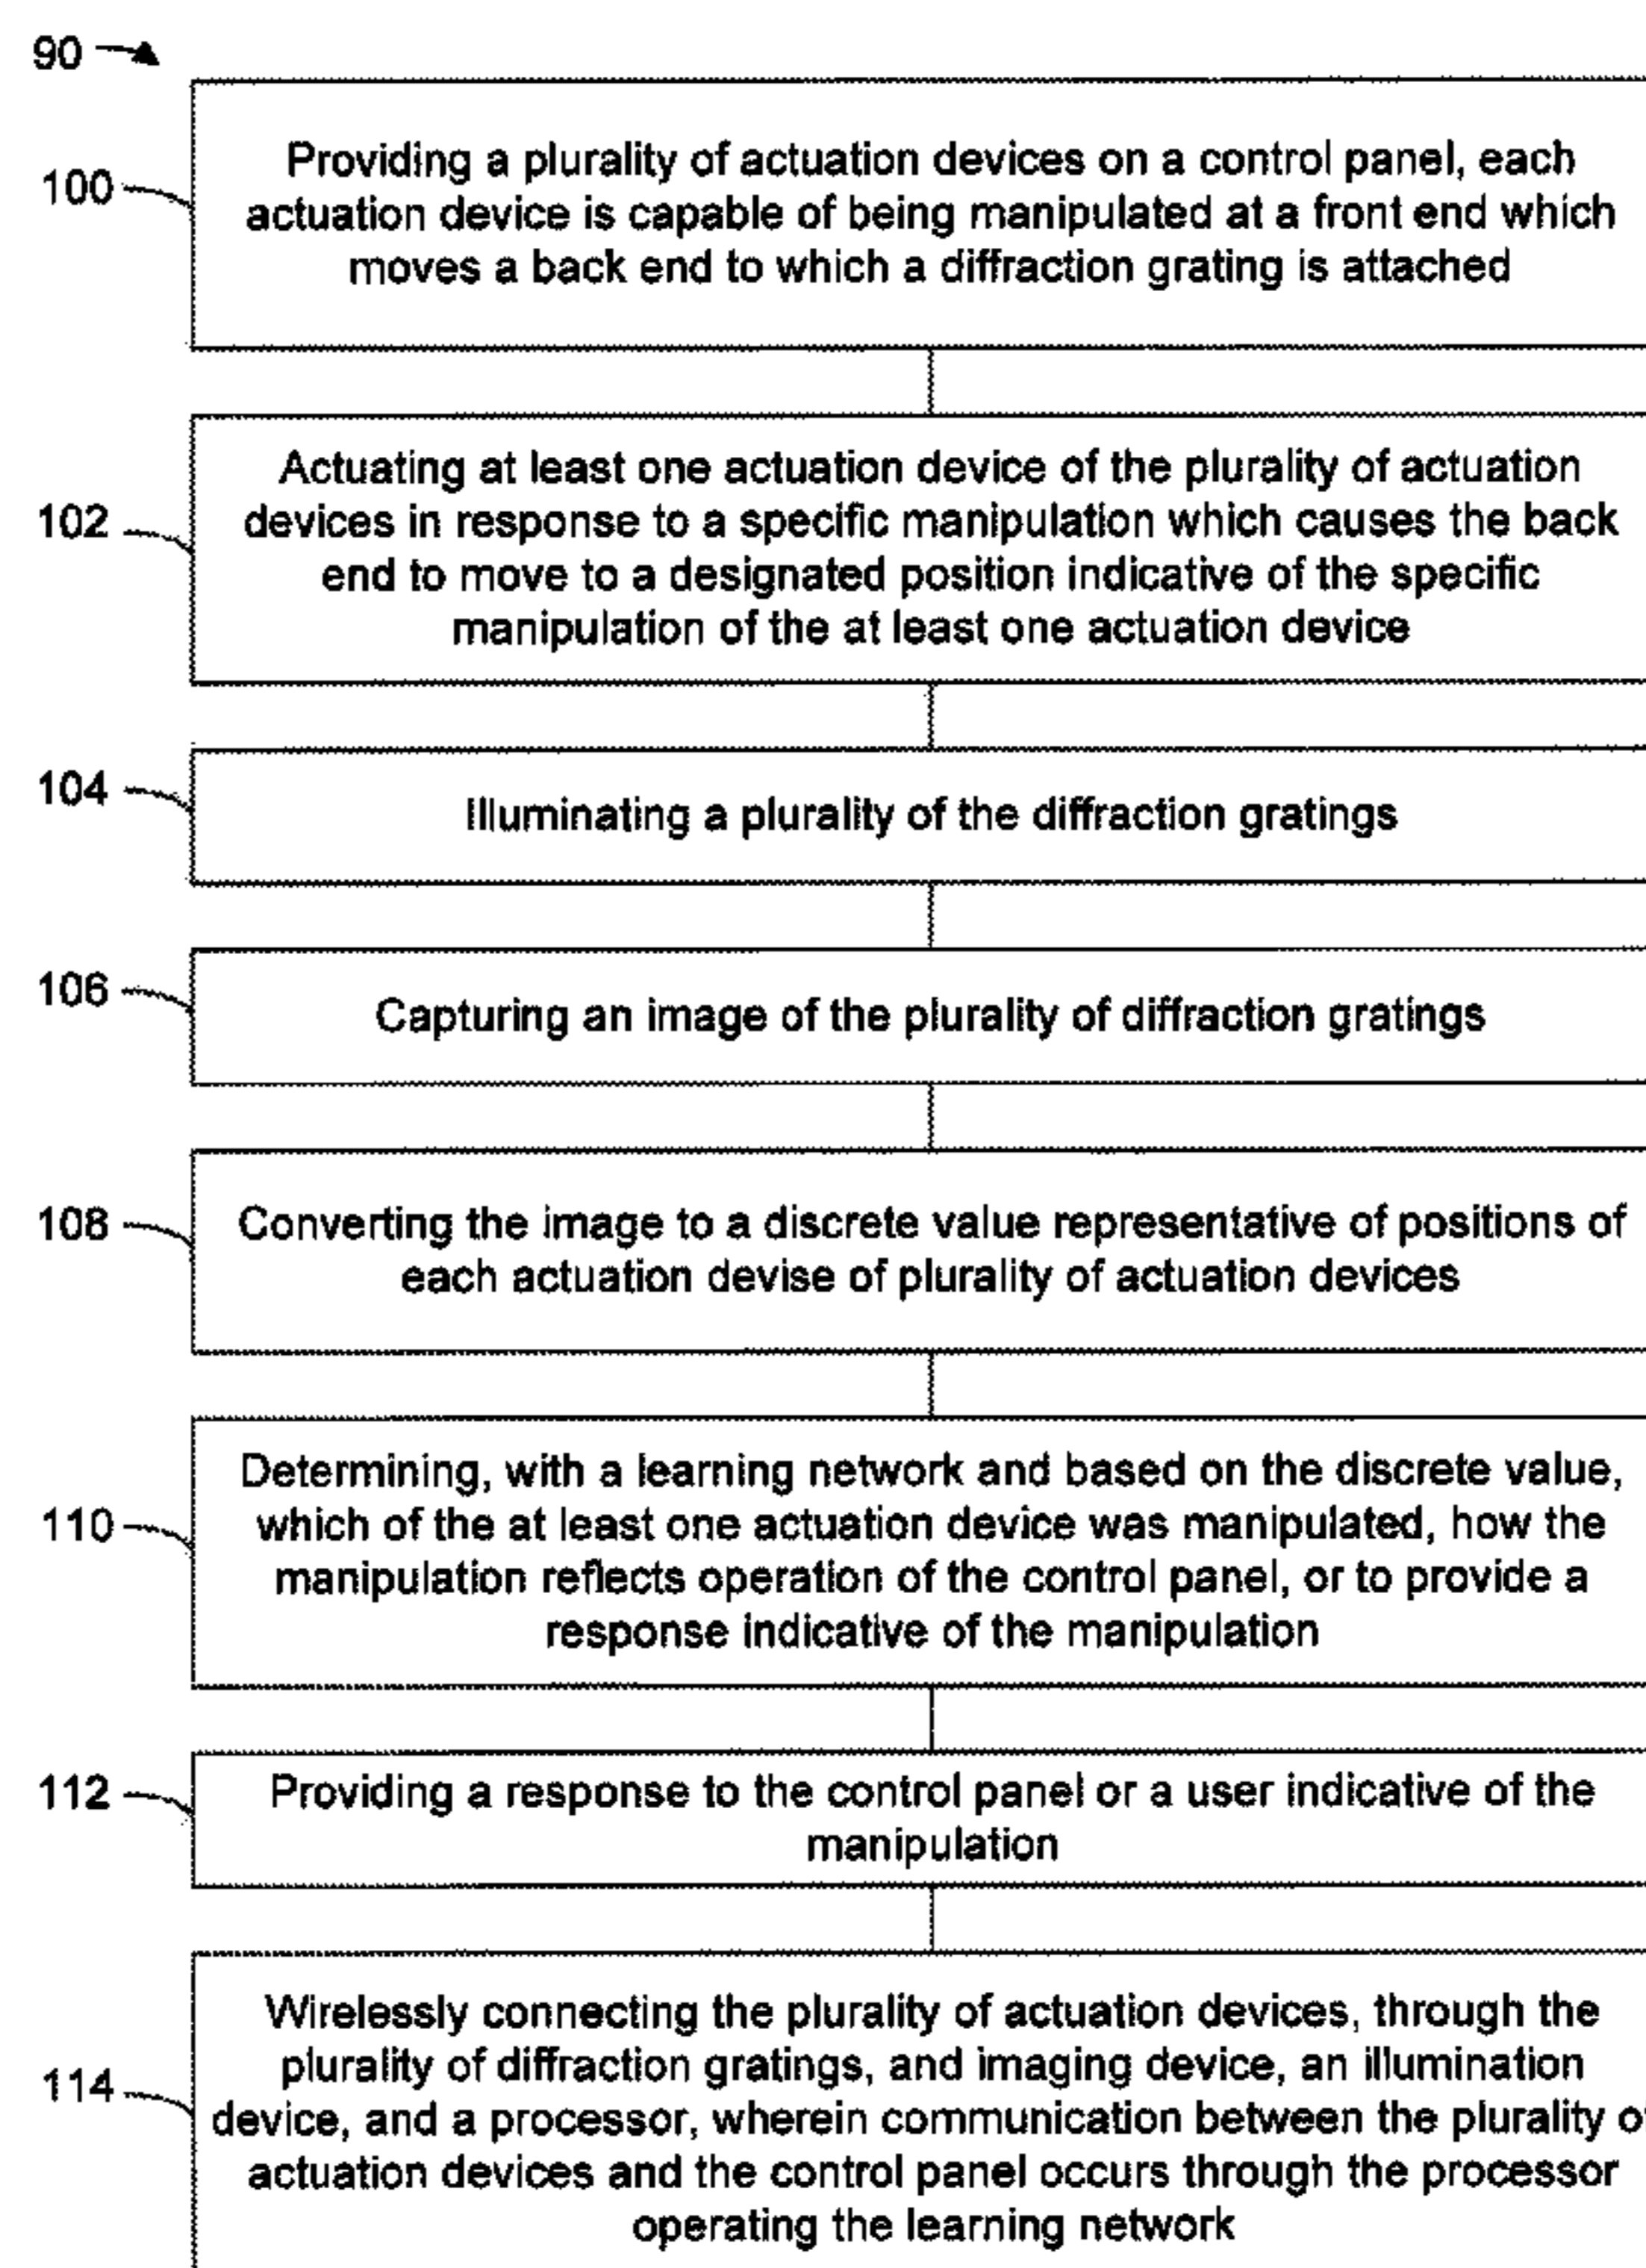 90
100
Providing a plurality of actuation devices on a control panel, each
actuation device is capable of being manipulated at a front end which
moves a back end to which a diffraction grating is attached
102
Actuating at least one actuation device of the plurality of actuation
devices in response to a specific manipulation which causes the back
end to move to a designated position indicative of the specific
manipulation of the at least one actuation device
104
Illuminating a plurality of the diffraction gratings
106
Capturing an image of the plurality of diffraction gratings
108
Converting the image to a discrete value representative of positions of
each actuation devise of plurality of actuation devices
110
Determining, with a learning network and based on the discrete value,
which of the at least one actuation device was manipulated, how the
manipulation reflects operation of the control panel, or to provide a
response indicative of the manipulation
112
Providing a response to the control panel or a user indicative of the
manipulation
114
Wirelessly connecting the plurality of actuation devices, through the
plurality of diffraction gratings, and imaging device, an illumination
device, and a processor, wherein communication between the plurality of
actuation devices and the control panel occurs through the processor
operating the learning network